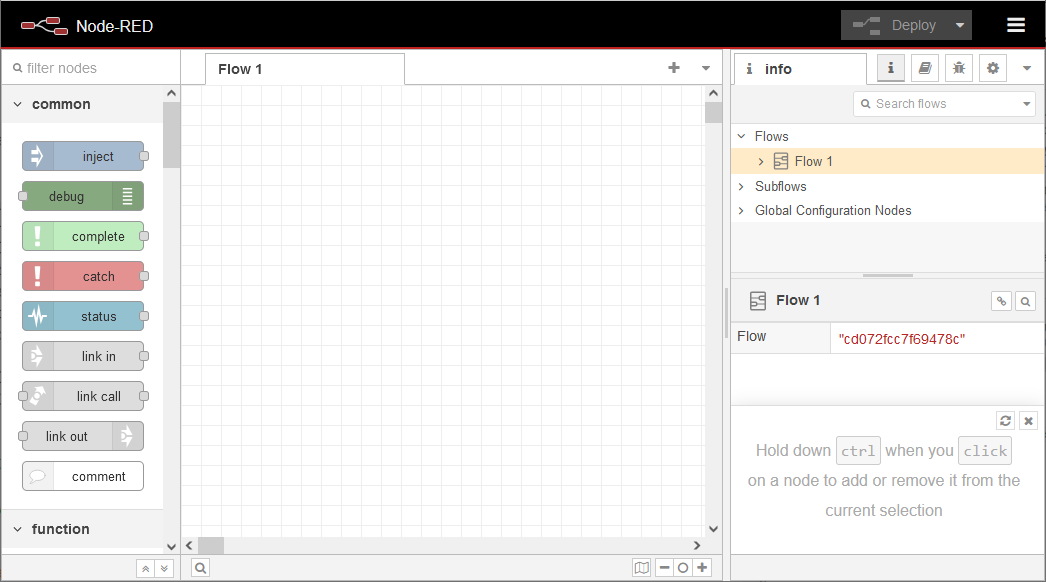 Node-RED
Deploy
filter nodes
Flow 1
info
common
Search flows
Flows
Flow 1
Subflows
Global Configuration Nodes
inject
debug
complete
catch
status
link in
link call
link out
comment
function
Flow 1
Flow "cd072fcc7f69478c"
Hold down ctrl when you click
on a node to add or remove it from the
current selection